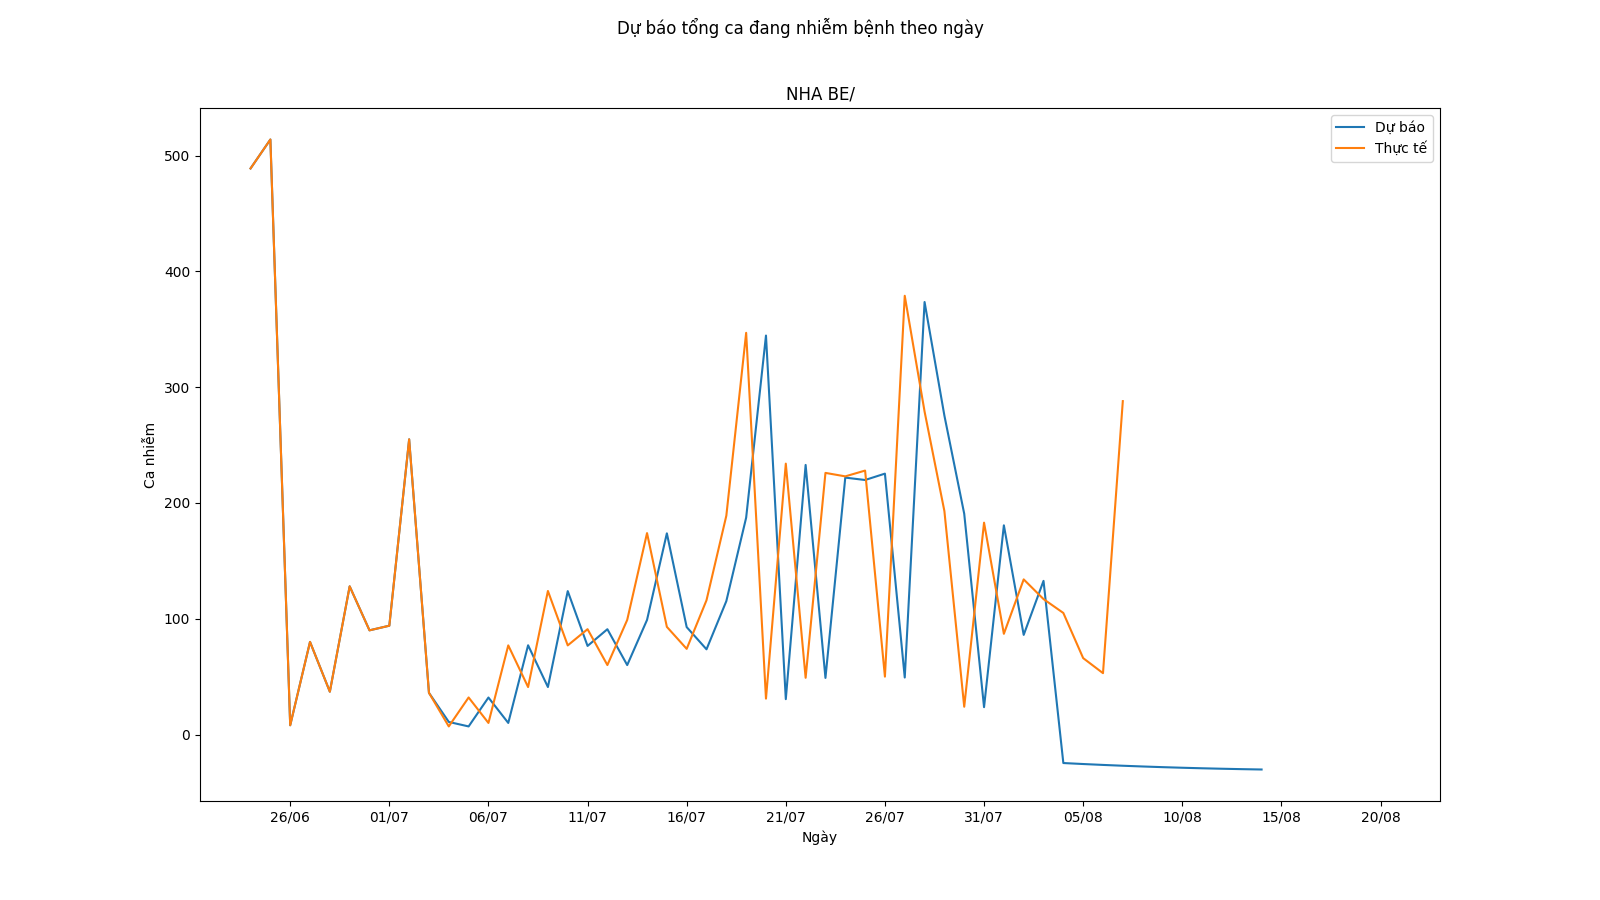 Dự báo tổng ca đang nhiễm bệnh theo ngày
NHA BE/
Dự báo
Thực tế
500
400
300
200
100
0
Ca nhiễm
26/06 01/07 06/07 11/07 16/07 21/07 26/07 31/07 05/08 10/08 15/08 20/08
Ngày